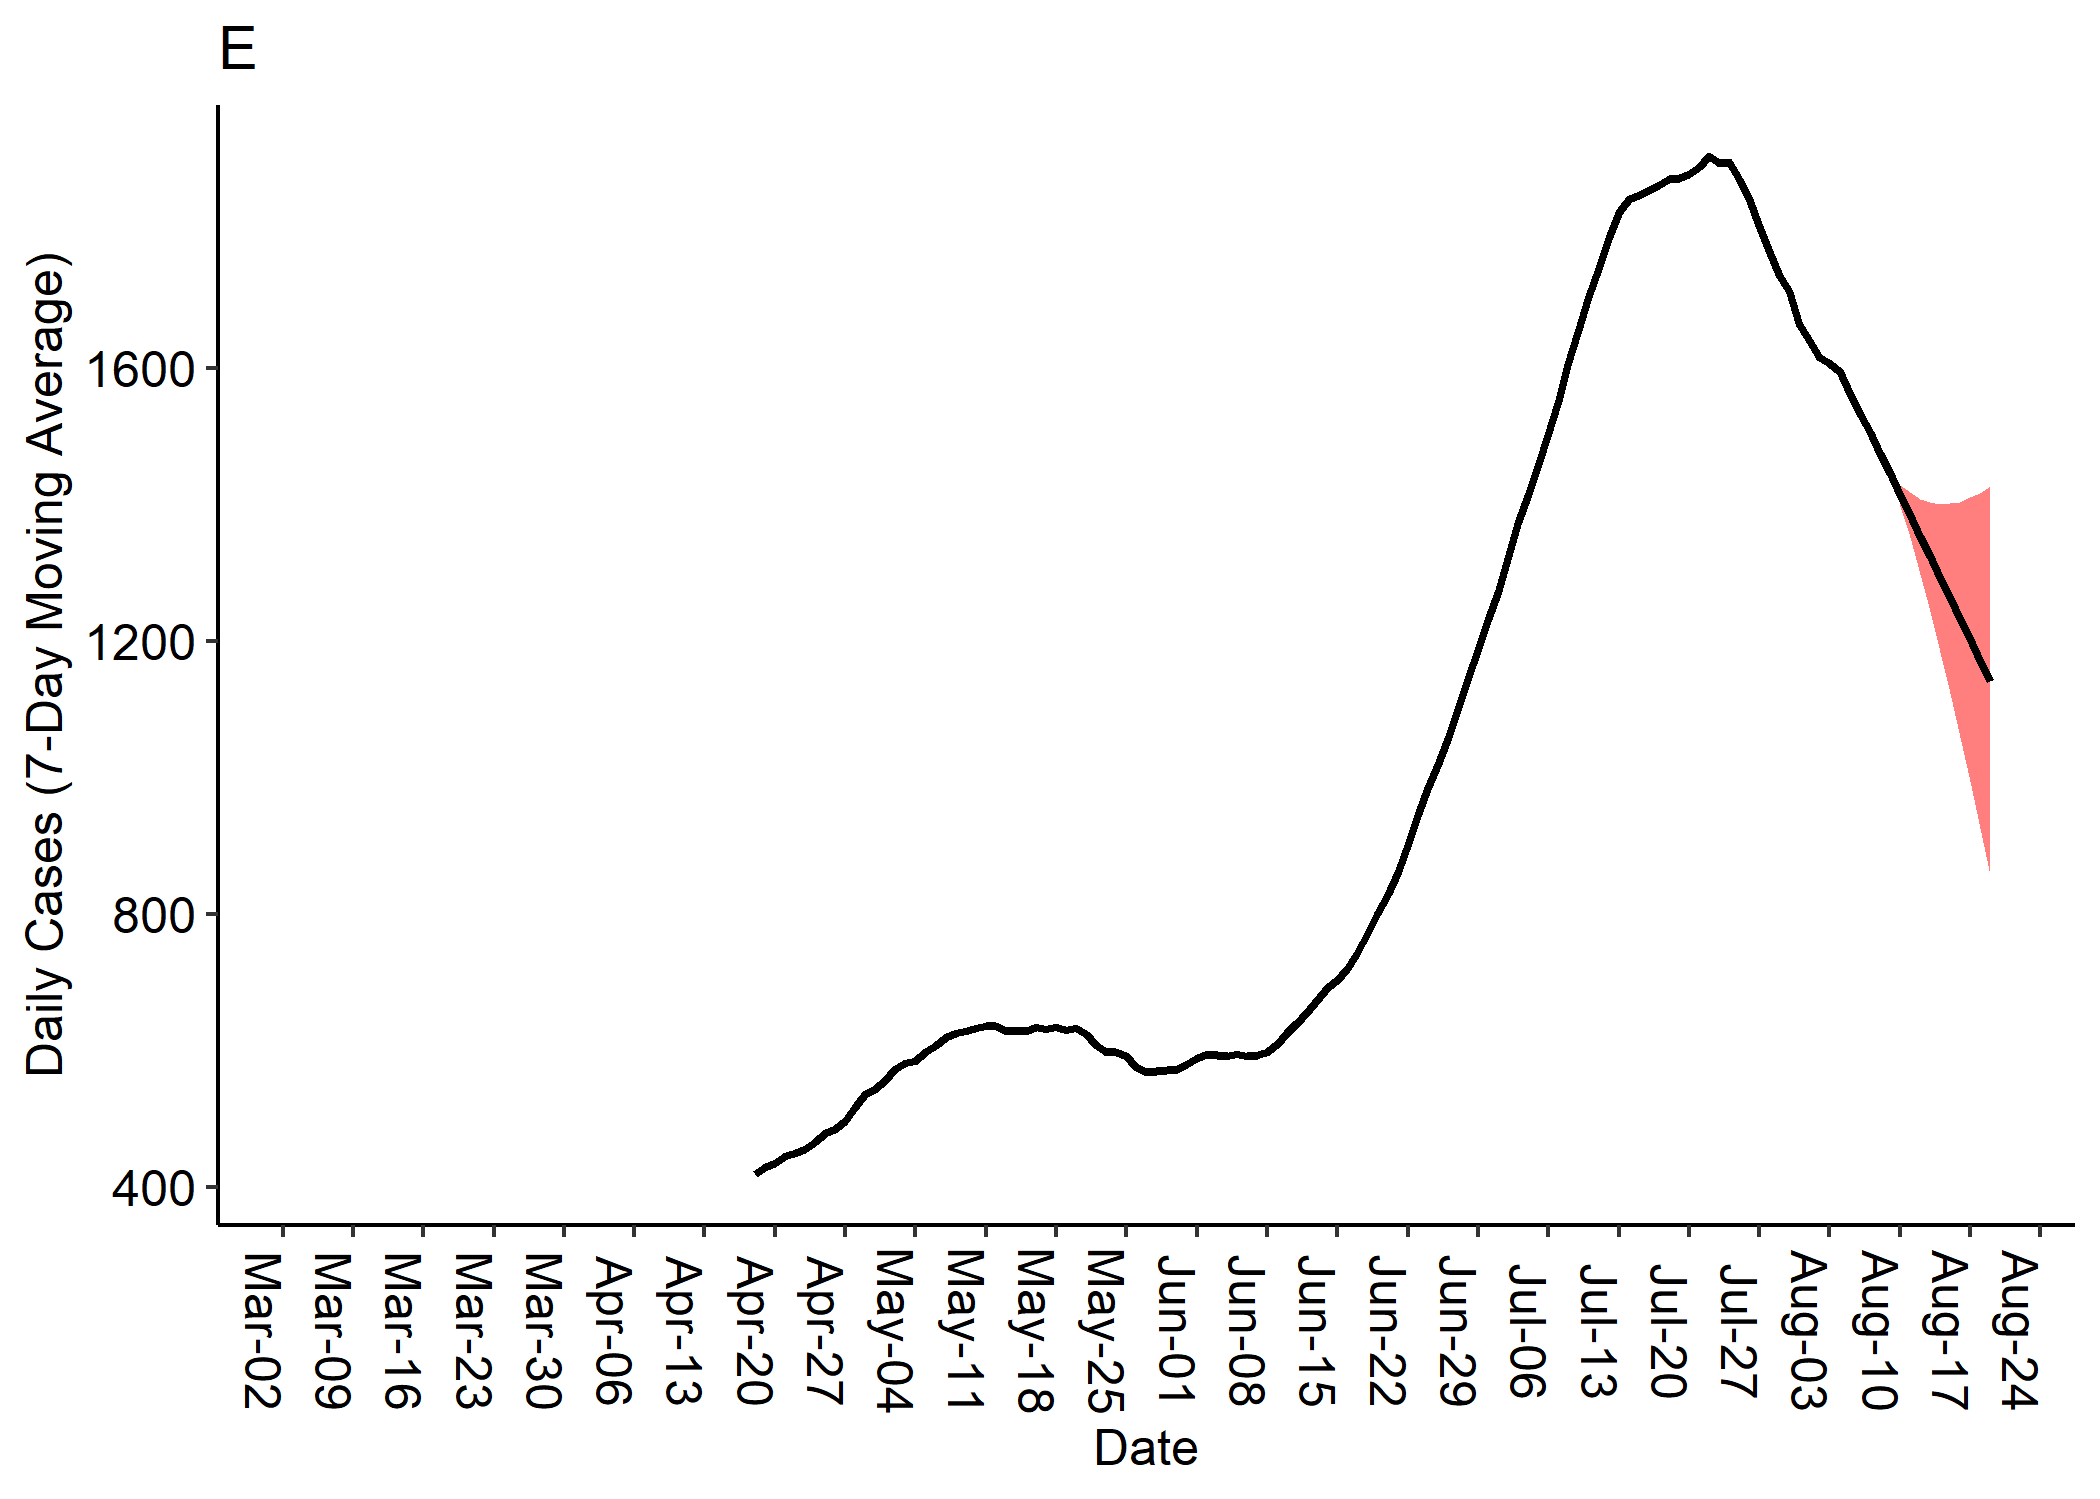 E
Daily Cases (7-Day Moving Average)
1600
1200
800
400
Mar-02
Mar-09
Mar-16
Mar-23
Mar-30
Apr-06
Apr-13
Apr-20
Apr-27
May-04
May-11
May-18
May-25
Jun-01
Jun-08
Jun-15
Jun-22
Jun-29
Jul-06
Jul-13
Jul-20
Jul-27
Aug-03
Aug-10
Aug-17
Aug-24
Date